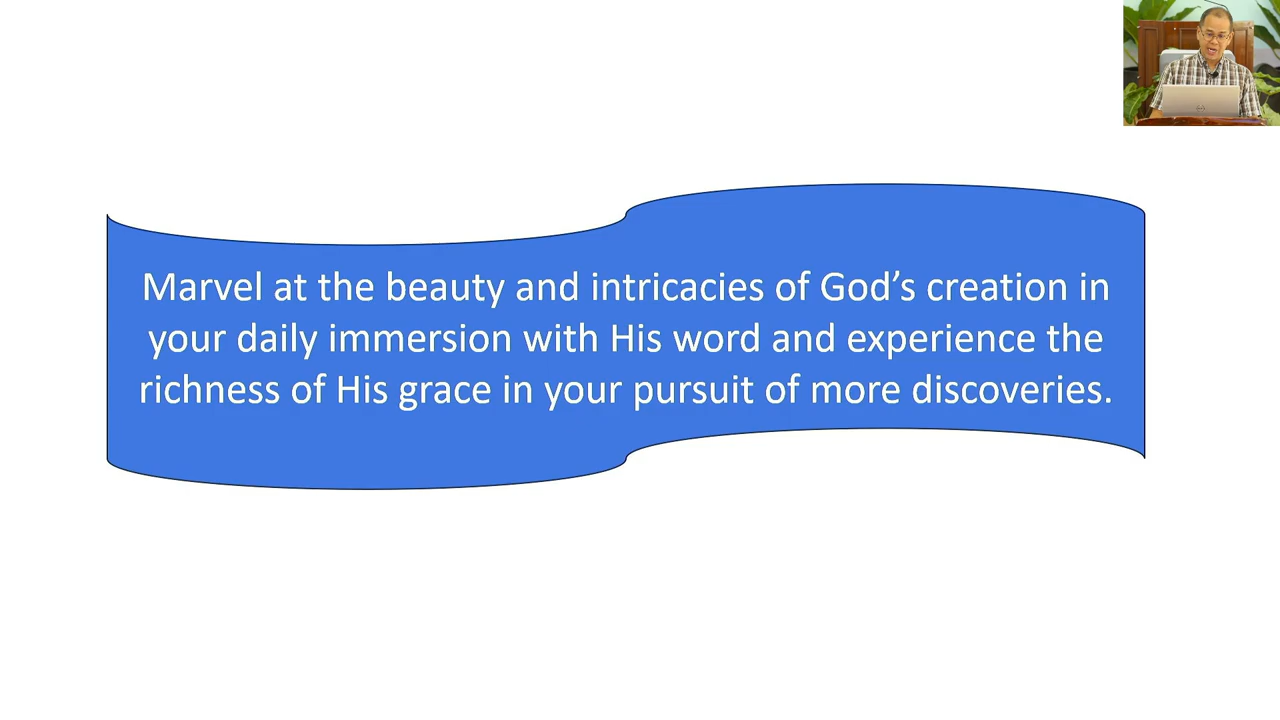 Marvel at the beauty and intricacies of God’s creation in
your daily immersion with His word and experience the
richness of His grace in your pursuit of more discoveries.